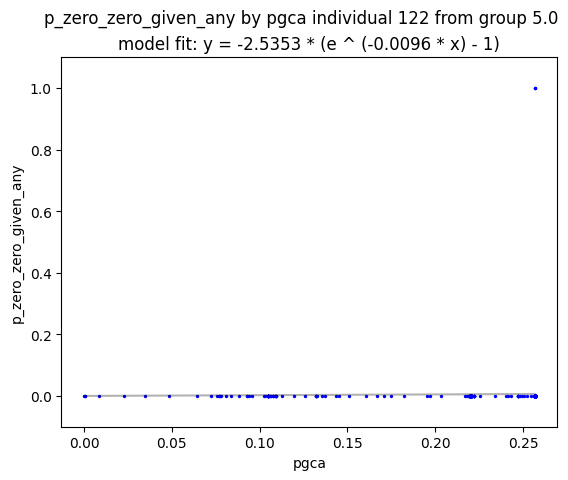 p_zero_zero_given_any by pgca individual 122 from group 5.0
model fit: y = -2.5353 * (e ^ (-0.0096 * x) - 1)
p_zero_zero_given_any
1.0
0.8
0.6
0.4
0.2
0.0
0.00 0.05 0.10 0.15 0.20 0.25
pgca